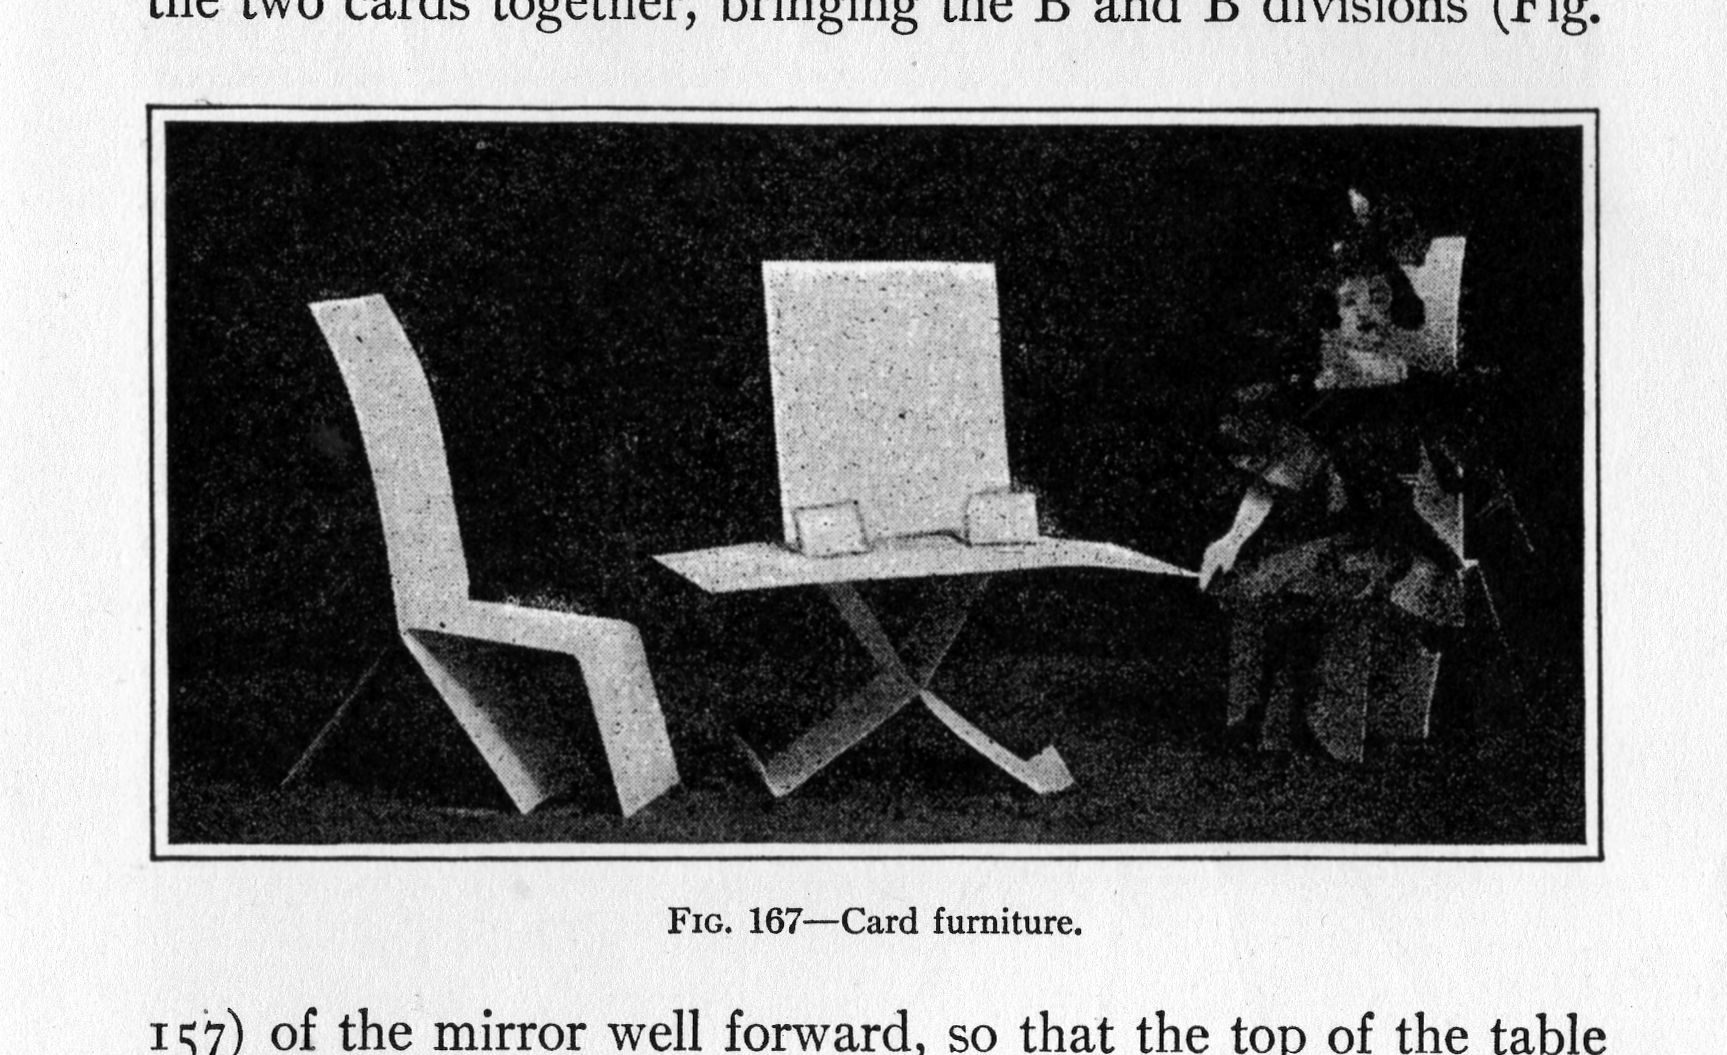 the two cards together, bringing the B and B divisions (Fig.
Fig. 167—Card furniture.
157) of the mirror well forward, so that the top of the table